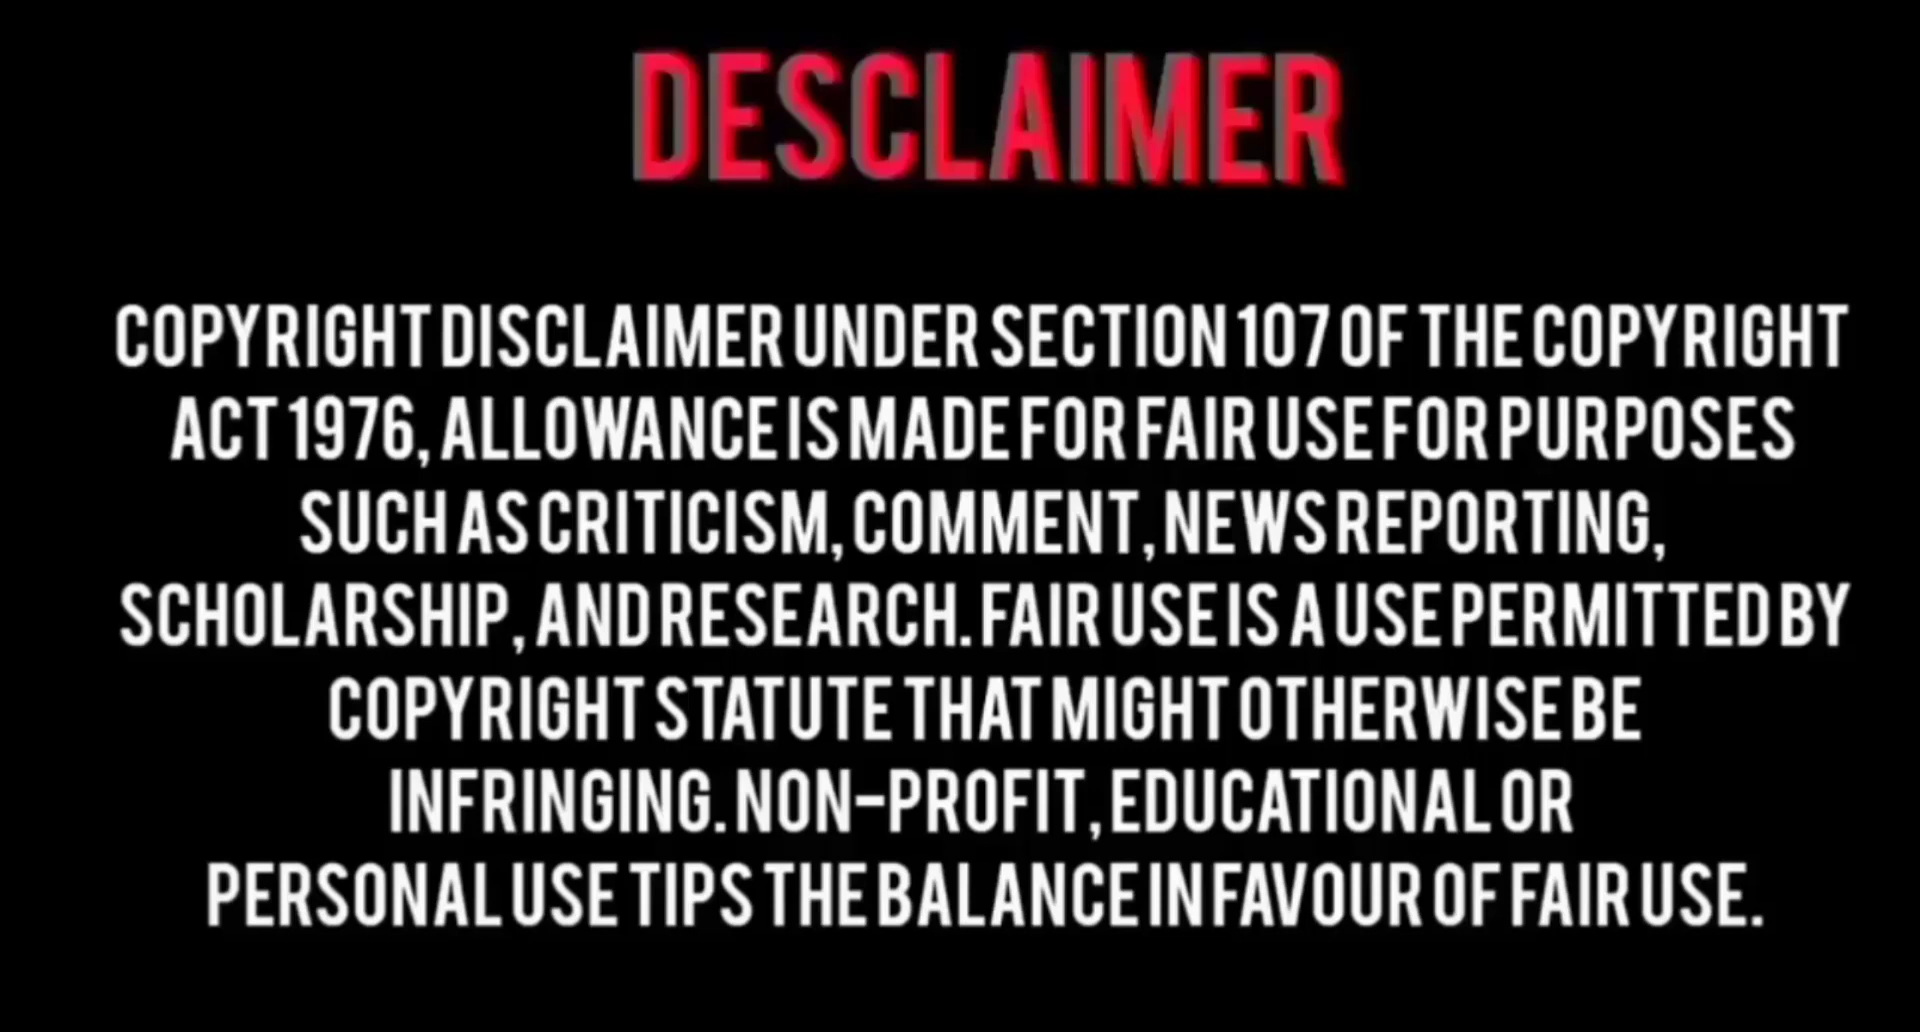 DESCLAIMER
COPYRIGHT DISCLAIMER UNDER SECTION 107 OF THE COPYRIGHT
ACT 1976, ALLOWANCE IS MADE FOR FAIR USE FOR PURPOSES
SUCH AS CRITICISM, COMMENT, NEWS REPORTING,
SCHOLARSHIP, AND RESEARCH. FAIR USE IS A USE PERMITTED BY
COPYRIGHT STATUTE THAT MIGHT OTHERWISE BE
INFRINGING. NON-PROFIT, EDUCATIONAL OR
PERSONAL USE TIPS THE BALANCE IN FAVOUR OF FAIR USE.